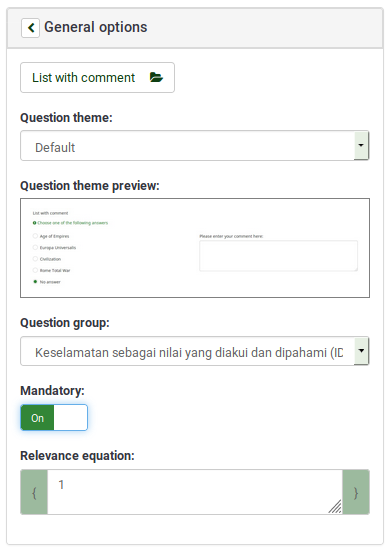 General options
List with comment
Question theme:
Default
Question theme preview:
List with comment
Choose one of the following answers
Age of Empires
Please enter your comment here:
Europa Universalis
Civilization
Rome Total War
No answer
Question group:
Keselamatan sebagai nilai yang diakui dan dipahami (ID
Mandatory:
On
Relevance equation:
{ 1 }